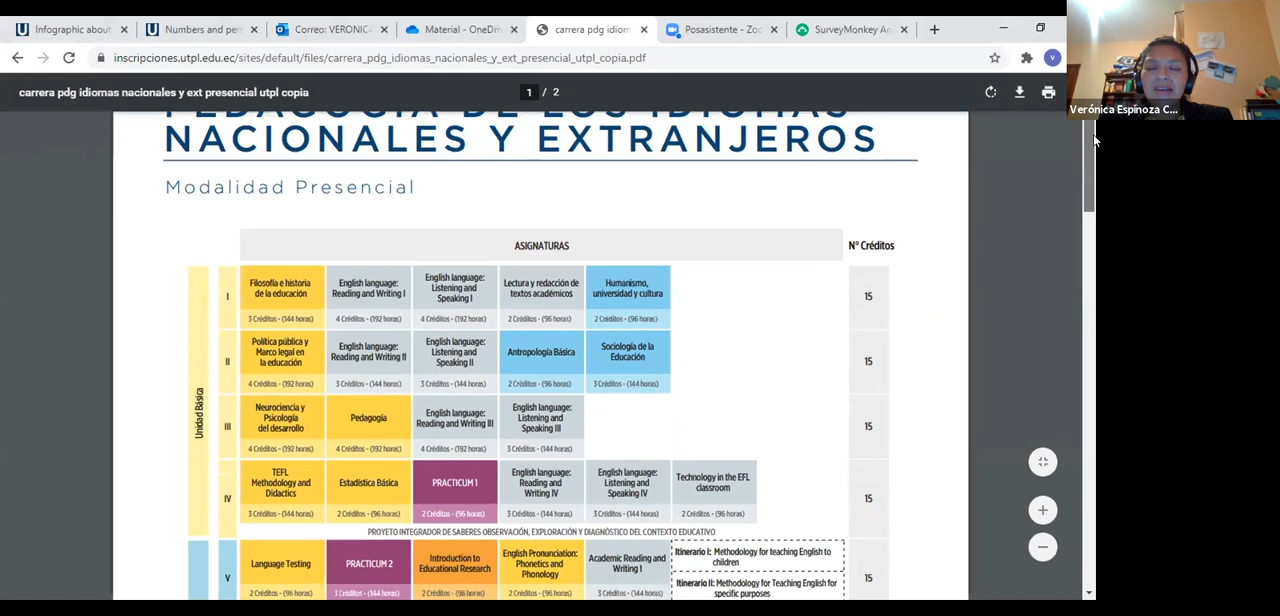 Infographic about
Numbers and per
Correo: VERONICA
Material - OneDri
carrera pdg idiom
Posasistente - Zoo
SurveyMonkey An
inscripciones.utpl.edu.ec/sites/default/files/carrera_pdg_idiomas_nacionales_y_ext_presencial_utpl_copia.pdf
V
carrera pdg idiomas nacionales y ext presencial utpl copia
1 / 2
Verónica Espinoza C...
PEDAGOGÍA DE LOS IDIOMAS
NACIONALES Y EXTRANJEROS
Modalidad Presencial
ASIGNATURAS
N° Créditos
Unidad Básica
I
Filosofía e historia
de la educación
3 Créditos - (144 horas)
English language:
Reading and Writing I
4 Créditos - (192 horas)
English language:
Listening and
Speaking I
4 Créditos - (192 horas)
Lectura y redacción de
textos académicos
2 Créditos - (96 horas)
Humanismo,
universidad y cultura
2 Créditos - (96 horas)
15
II
Política pública y
Marco legal en
la educación
4 Créditos - (192 horas)
English language:
Reading and Writing II
3 Créditos - (144 horas)
English language:
Listening and
Speaking II
3 Créditos - (144 horas)
Antropología Básica
2 Créditos - (96 horas)
Sociología de la
Educación
3 Créditos - (144 horas)
15
III
Neurociencia y
Psicología
del desarrollo
4 Créditos - (192 horas)
Pedagogía
4 Créditos - (192 horas)
English language:
Reading and Writing III
4 Créditos - (192 horas)
English language:
Listening and
Speaking III
3 Créditos - (144 horas)
15
IV
TEFL
Methodology and
Didactics
3 Créditos - (144 horas)
Estadística Básica
2 Créditos - (96 horas)
PRACTICUM 1
2 Créditos - (96 horas)
English language:
Reading and
Writing IV
3 Créditos - (144 horas)
English language:
Listening and
Speaking IV
3 Créditos - (144 horas)
Technology in the EFL
classroom
2 Créditos - (96 horas)
15
PROYETO INTEGRADOR DE SABERES OBSERVACIÓN, EXPLORACIÓN Y DIAGNÓSTICO DEL CONTEXTO EDUCATIVO
V
Language Testing
2 Créditos - (96 horas)
PRACTICUM 2
3 Créditos - (144 horas)
Introduction to
Educational Research
2 Créditos - (96 horas)
English Pronunciation:
Phonetics and
Phonology
2 Créditos - (96 horas)
Academic Reading and
Writing I
3 Créditos - (144 horas)
Itinerario I: Methodology for teaching English to
children
Itinerario II: Methodology for Teaching English for
specific purposes
15